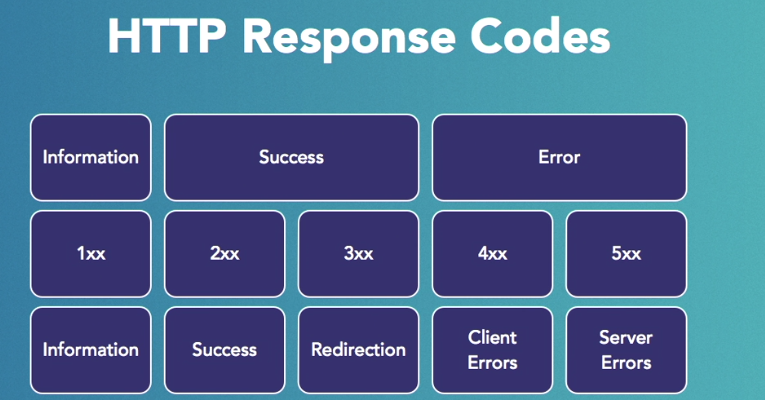 HTTP Response Codes
Information
Success
Error
1xx
2xx
3xx
4xx
5xx
Information
Success
Redirection
Client
Errors
Server
Errors